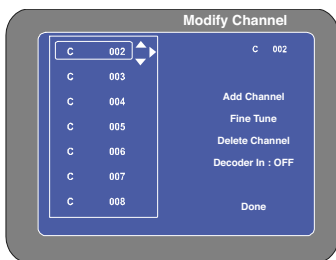 Modify Channel
C 002
C 003
C 004
C 005
C 006
C 007
C 008
C 002
Add Channel
Fine Tune
Delete Channel
Decoder In : OFF
Done